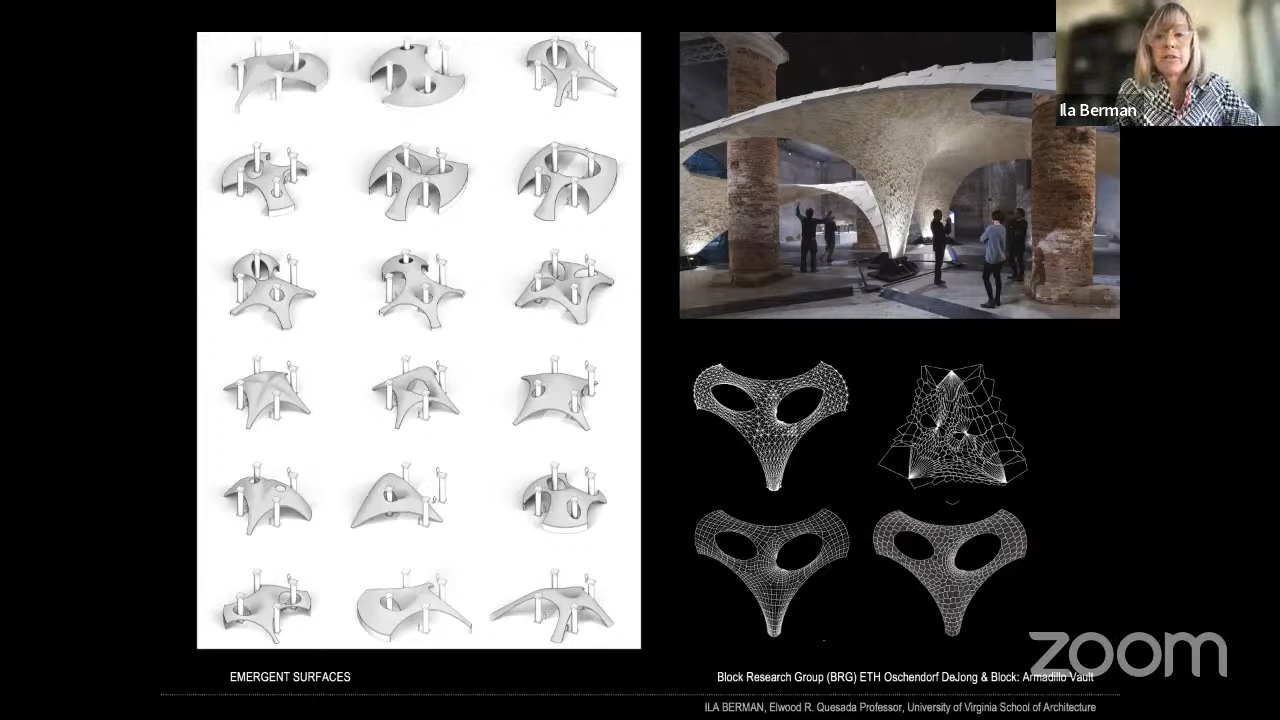 Ila Berman
zoom
EMERGENT SURFACES
Block Research Group (BRG) ETH Oschendorf DeJong & Block: Armadillo Vault
ILA BERMAN, Elwood R. Quesada Professor, University of Virginia School of Architecture